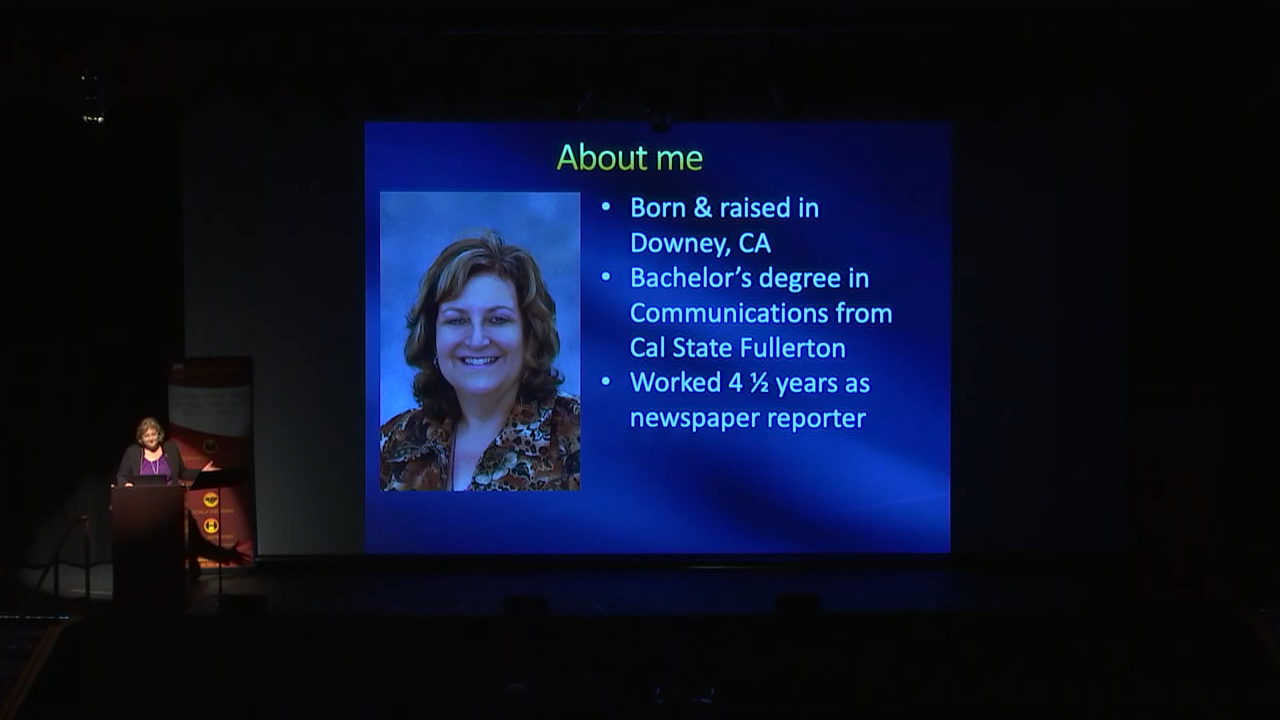 About me
• Born & raised in
Downey, CA
• Bachelor's degree in
Communications from
Cal State Fullerton
• Worked 4 ½ years as
newspaper reporter